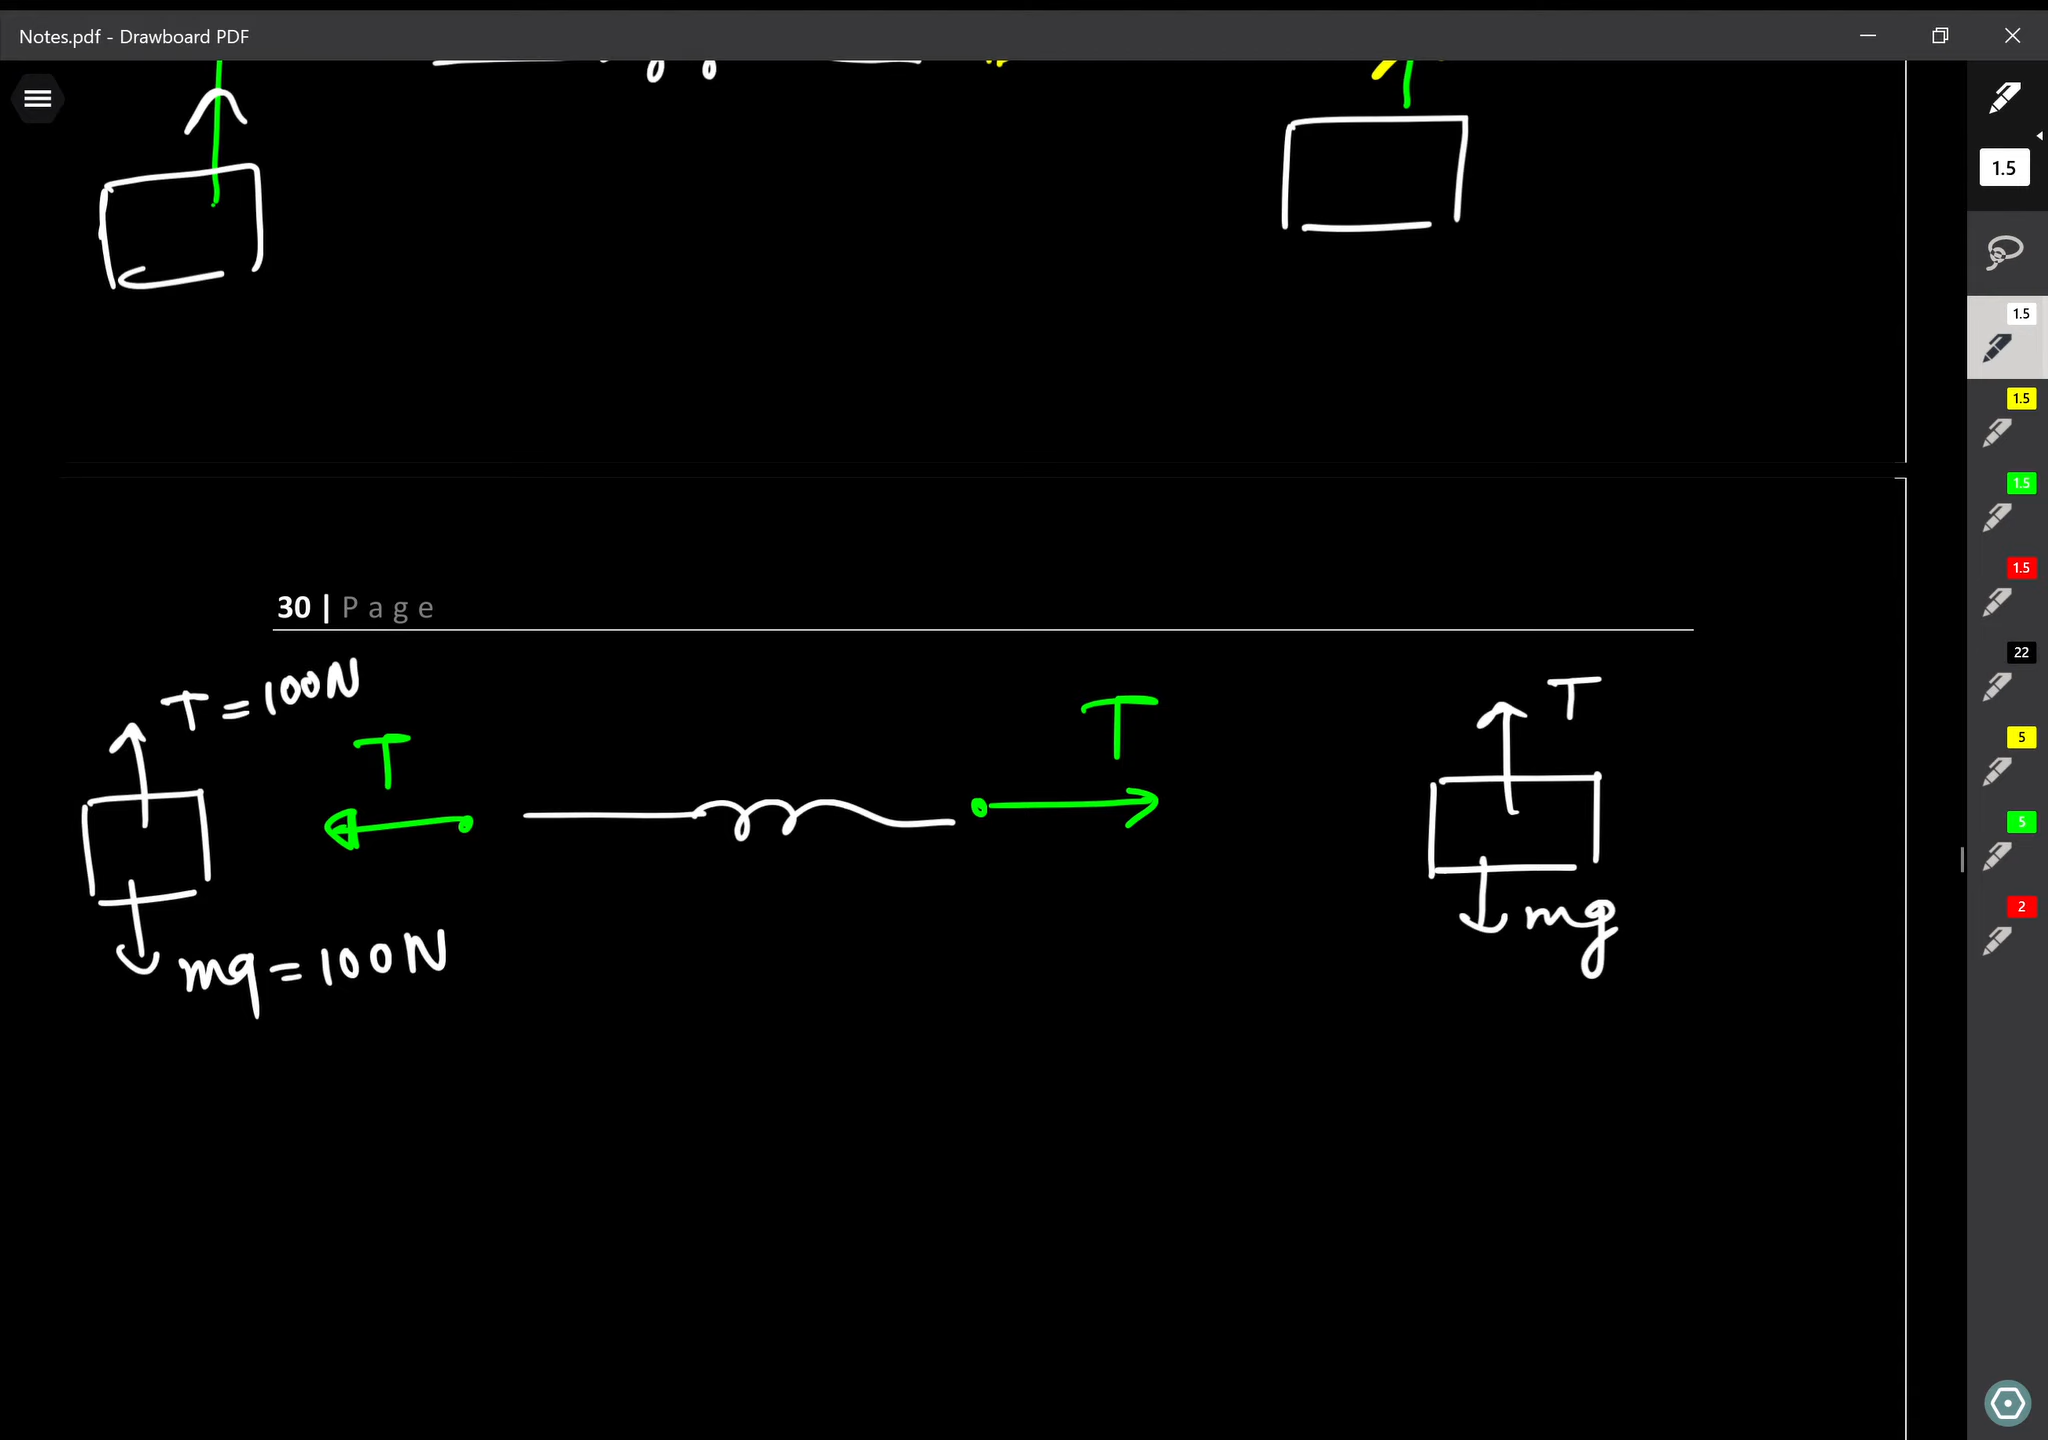 Notes.pdf - Drawboard PDF
1.5
1.5
1.5
1.5
1.5
22
5
5
2
30 | Page
T = 100N
T
T
T
mg = 100N
mg